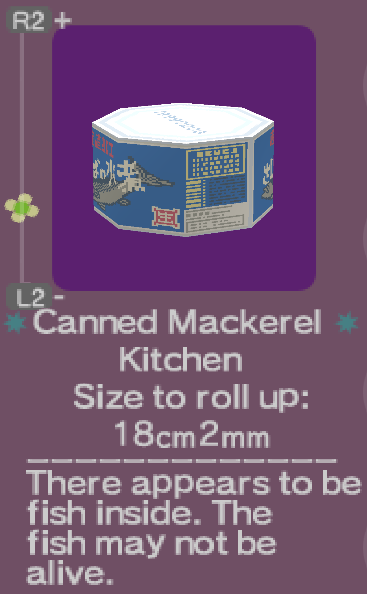 R2 +
L2 -
Canned Mackerel
Kitchen
Size to roll up:
18cm2mm
There appears to be
fish inside. The
fish may not be
alive.